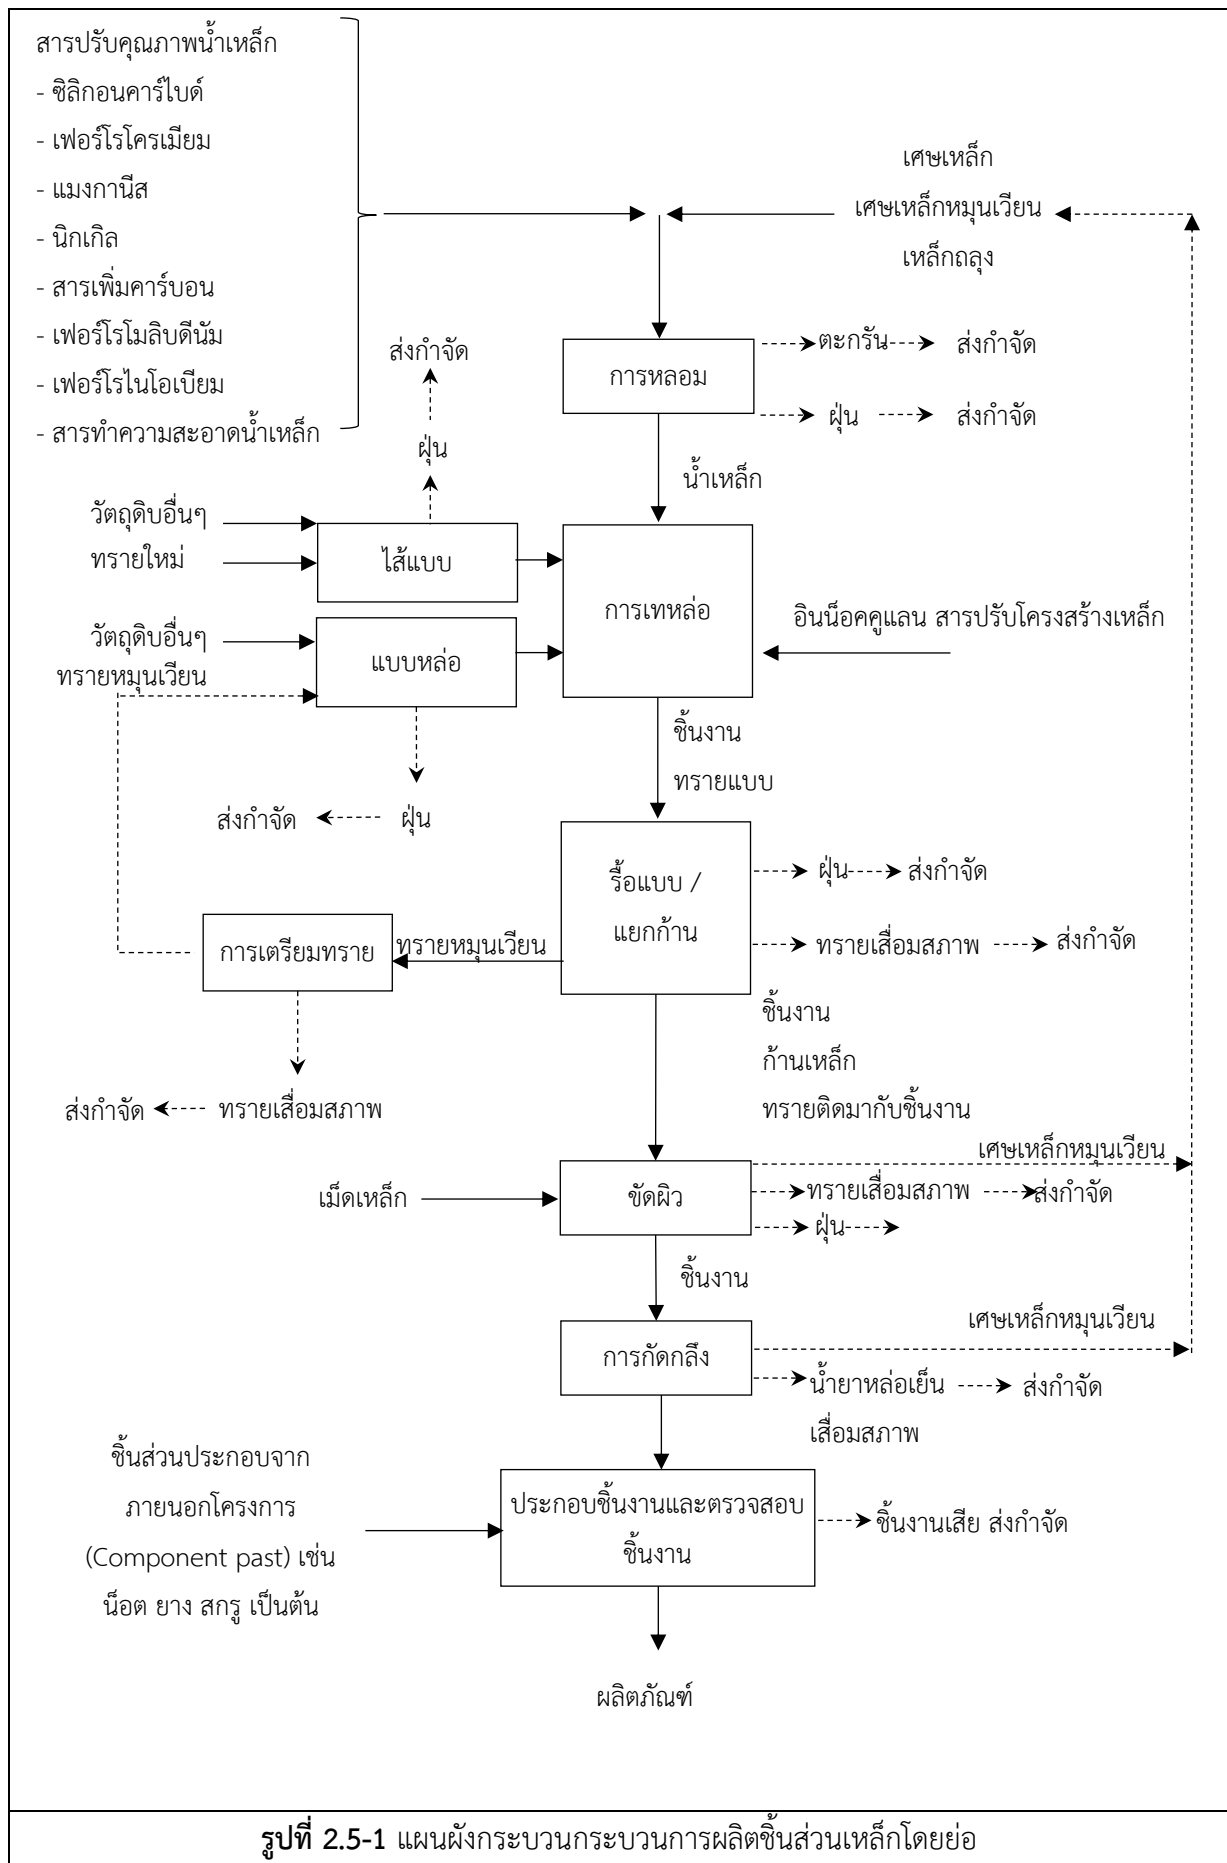 สารปรับคุณภาพน้ำเหล็ก
- ซิลิกอนคาร์ไบด์
- เฟอร์โรโครเมียม
- แมงกานีส
- นิกเกิล
- สารเพิ่มคาร์บอน
- เฟอร์โรโมลิบดีนัม
- เฟอร์โรไนโอเบียม
- สารทำความสะอาดน้ำเหล็ก
เศษเหล็ก
เศษเหล็กหมุนเวียน
เหล็กถลุง
การหลอม
ตะกรัน
ส่งกำจัด
ฝุ่น
ส่งกำจัด
ส่งกำจัด
ฝุ่น
น้ำเหล็ก
วัตถุดิบอื่นๆ
ทรายใหม่
ไส้แบบ
การเทหล่อ
วัตถุดิบอื่นๆ
ทรายหมุนเวียน
แบบหล่อ
อินน็อคคูแลน สารปรับโครงสร้างเหล็ก
ชิ้นงาน
ทรายแบบ
ส่งกำจัด
ฝุ่น
รื้อแบบ /
แยกก้าน
ฝุ่น
ส่งกำจัด
ทรายเสื่อมสภาพ
ส่งกำจัด
การเตรียมทราย
ทรายหมุนเวียน
ชิ้นงาน
ก้านเหล็ก
ทรายติดมากับชิ้นงาน
ส่งกำจัด
ทรายเสื่อมสภาพ
เศษเหล็กหมุนเวียน
เม็ดเหล็ก
ขัดผิว
ทรายเสื่อมสภาพ
ส่งกำจัด
ฝุ่น
ชิ้นงาน
เศษเหล็กหมุนเวียน
การกัดกลึง
น้ำยาหล่อเย็น
ส่งกำจัด
เสื่อมสภาพ
ชิ้นส่วนประกอบจาก
ภายนอกโครงการ
(Component past) เช่น
น็อต ยาง สกรู เป็นต้น
ประกอบชิ้นงานและตรวจสอบ
ชิ้นงาน
ชิ้นงานเสีย ส่งกำจัด
ผลิตภัณฑ์
รูปที่ 2.5-1 แผนผังกระบวนกระบวนการผลิตชิ้นส่วนเหล็กโดยย่อ